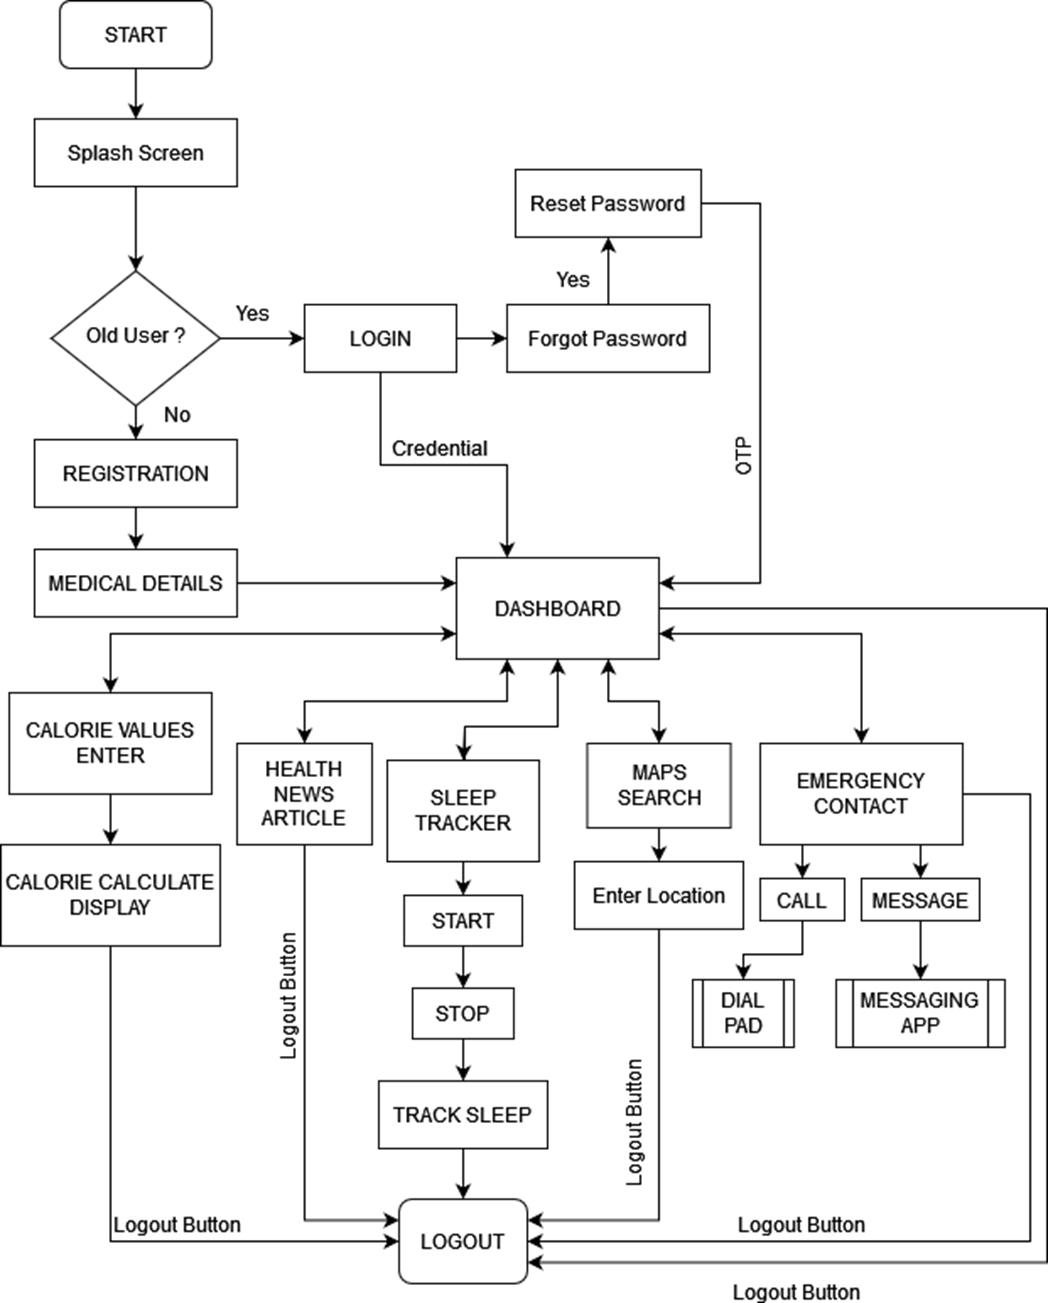 START
Splash Screen
Reset Password
Yes
Yes
Old User ?
LOGIN
Forgot Password
No
Credential
OTP
REGISTRATION
MEDICAL DETAILS
DASHBOARD
CALORIE VALUES
ENTER
HEALTH
NEWS
ARTICLE
SLEEP
TRACKER
MAPS
SEARCH
EMERGENCY
CONTACT
CALORIE CALCULATE
DISPLAY
Enter Location
CALL
MESSAGE
START
Logout Button
STOP
DIAL
PAD
MESSAGING
APP
TRACK SLEEP
Logout Button
Logout Button
LOGOUT
Logout Button
Logout Button